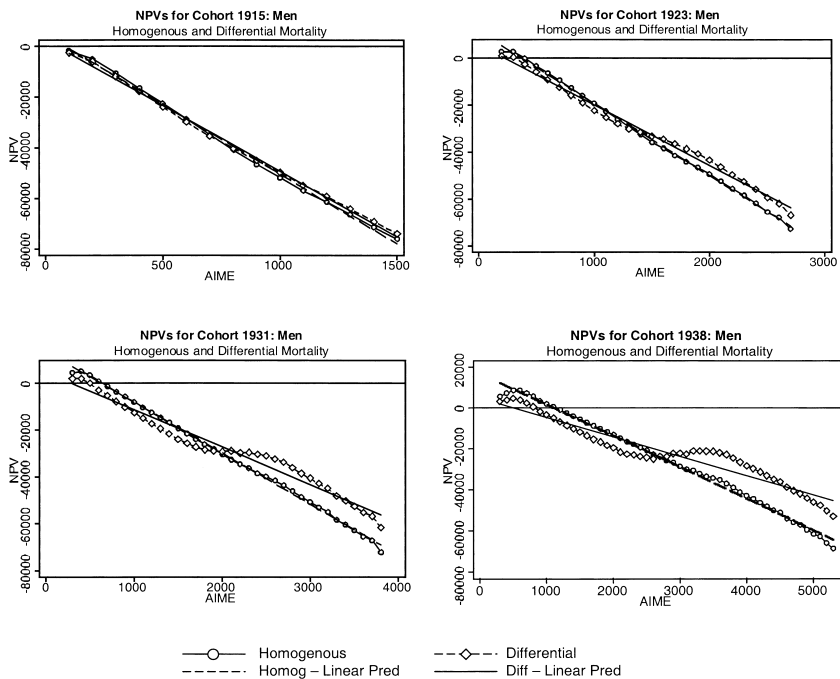 NPVs for Cohort 1915: Men
Homogenous and Differential Mortality
NPV
0
-20000
-40000
-60000
-80000
0 500 1000 1500
AIME
NPVs for Cohort 1923: Men
Homogenous and Differential Mortality
NPV
0
-20000
-40000
-60000
-80000
0 1000 2000 3000
AIME
NPVs for Cohort 1931: Men
Homogenous and Differential Mortality
NPV
0
-20000
-40000
-60000
-80000
0 1000 2000 3000 4000
AIME
NPVs for Cohort 1938: Men
Homogenous and Differential Mortality
NPV
20000
0
-20000
-40000
-60000
-80000
0 1000 2000 3000 4000 5000
AIME
Homogenous
Differential
Homog – Linear Pred
Diff – Linear Pred